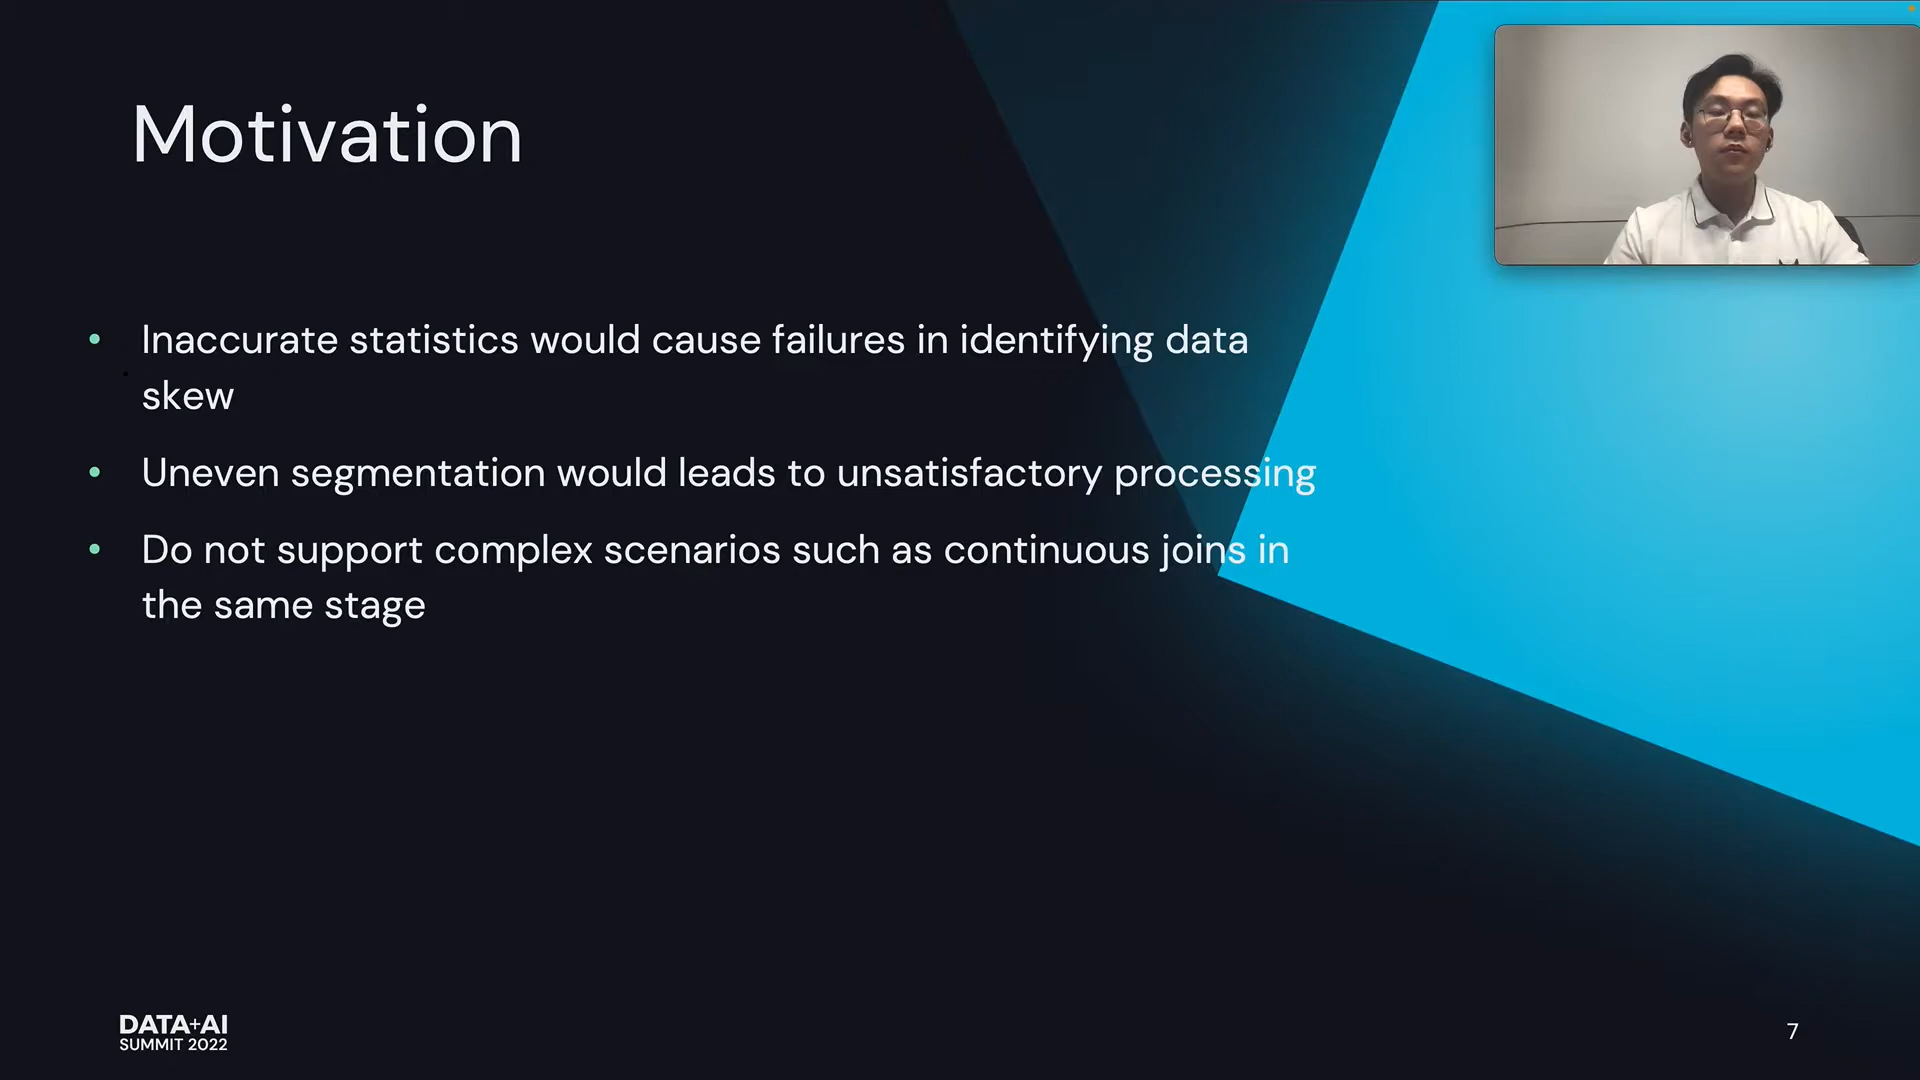 Motivation
• Inaccurate statistics would cause failures in identifying data
skew
• Uneven segmentation would leads to unsatisfactory processing
• Do not support complex scenarios such as continuous joins in
the same stage
DATA+AI
SUMMIT 2022
7